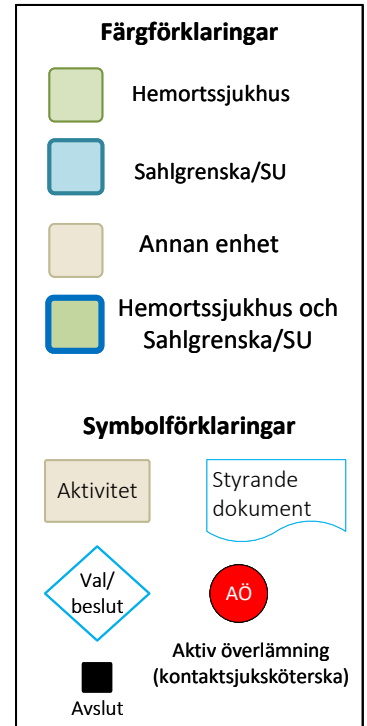 Färgförklaringar
Hemortssjukhus
Sahlgrenska/SU
Annan enhet
Hemortssjukhus och
Sahlgrenska/SU
Symbolförklaringar
Aktivitet
Styrande
dokument
Val/
beslut
AÖ
Aktiv överlämning
(kontaktsjuksköterska)
Avslut